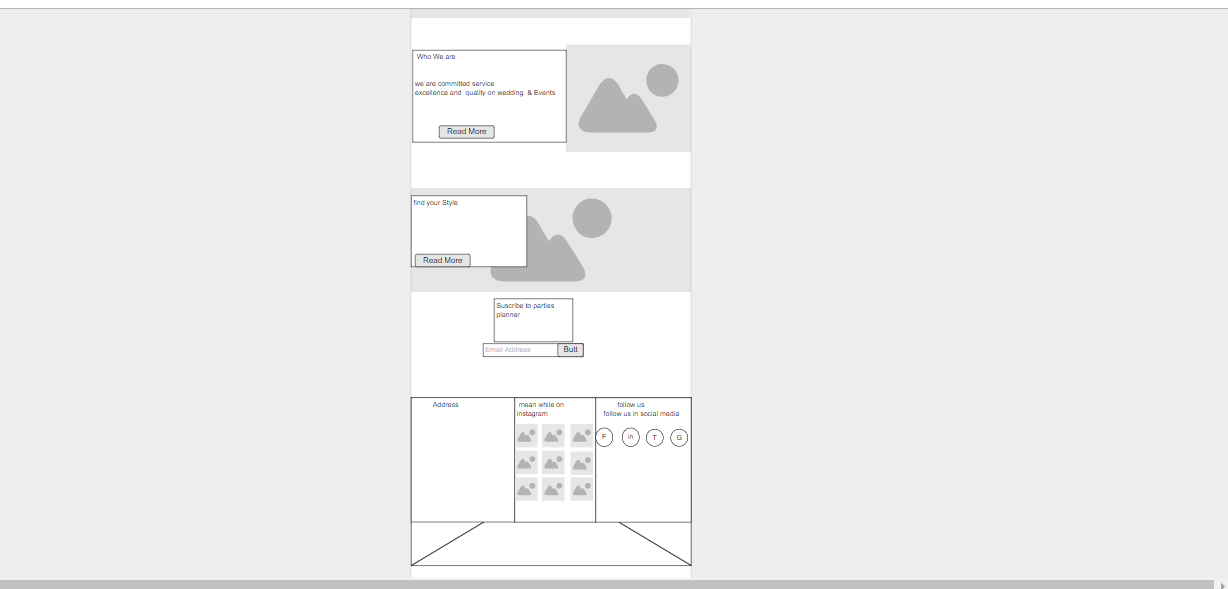 Who We are
we are committed service
excellence and quality on wedding & Events
Read More
find your Style
Read More
Suscribe to parties
planner
Email Address
Butt
Address
mean while on
instagram
follow us
follow us in social media
F
in
T
G